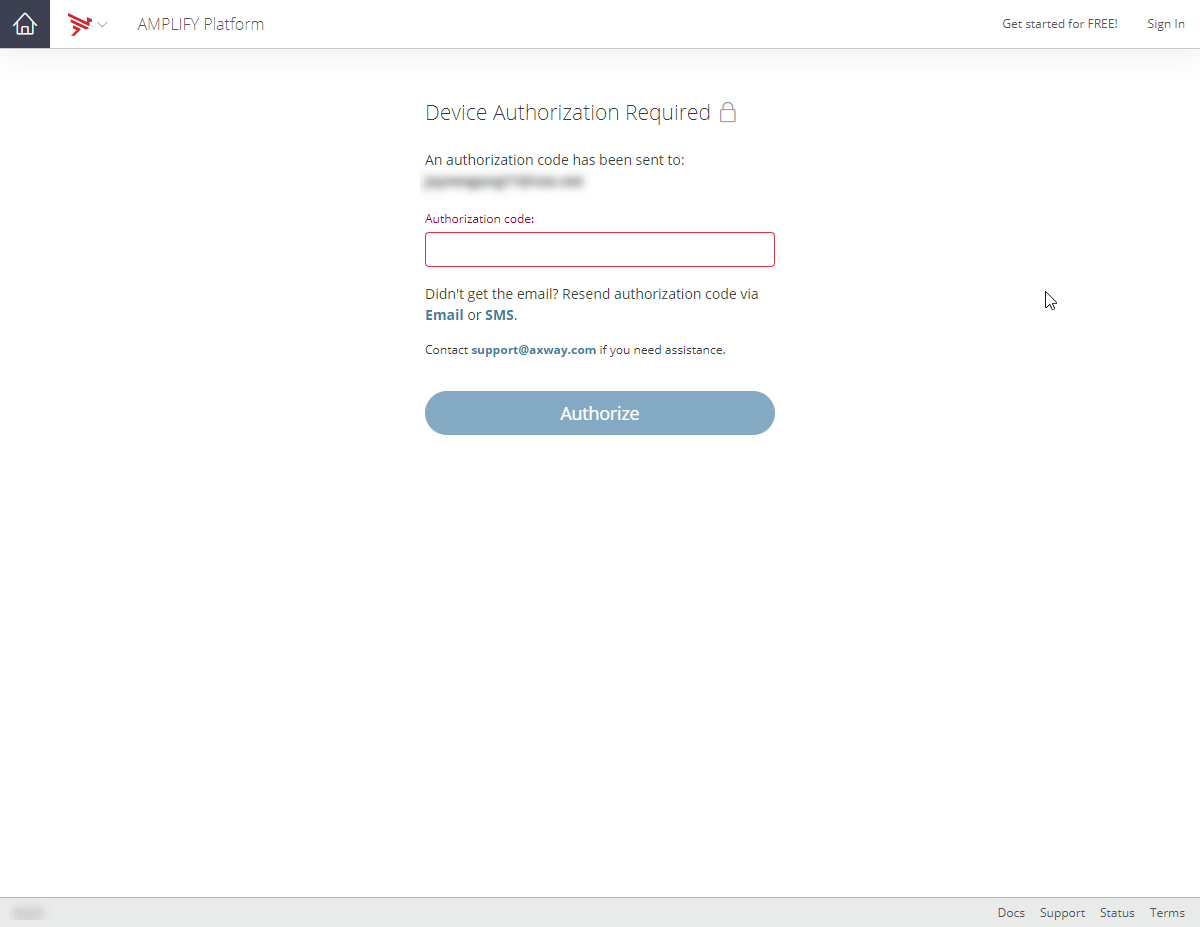 AMPLIFY Platform
Get started for FREE!
Sign In
Device Authorization Required
An authorization code has been sent to:
Authorization code:
Didn't get the email? Resend authorization code via
Email or SMS.
Contact support@axway.com if you need assistance.
Authorize
Docs
Support
Status
Terms